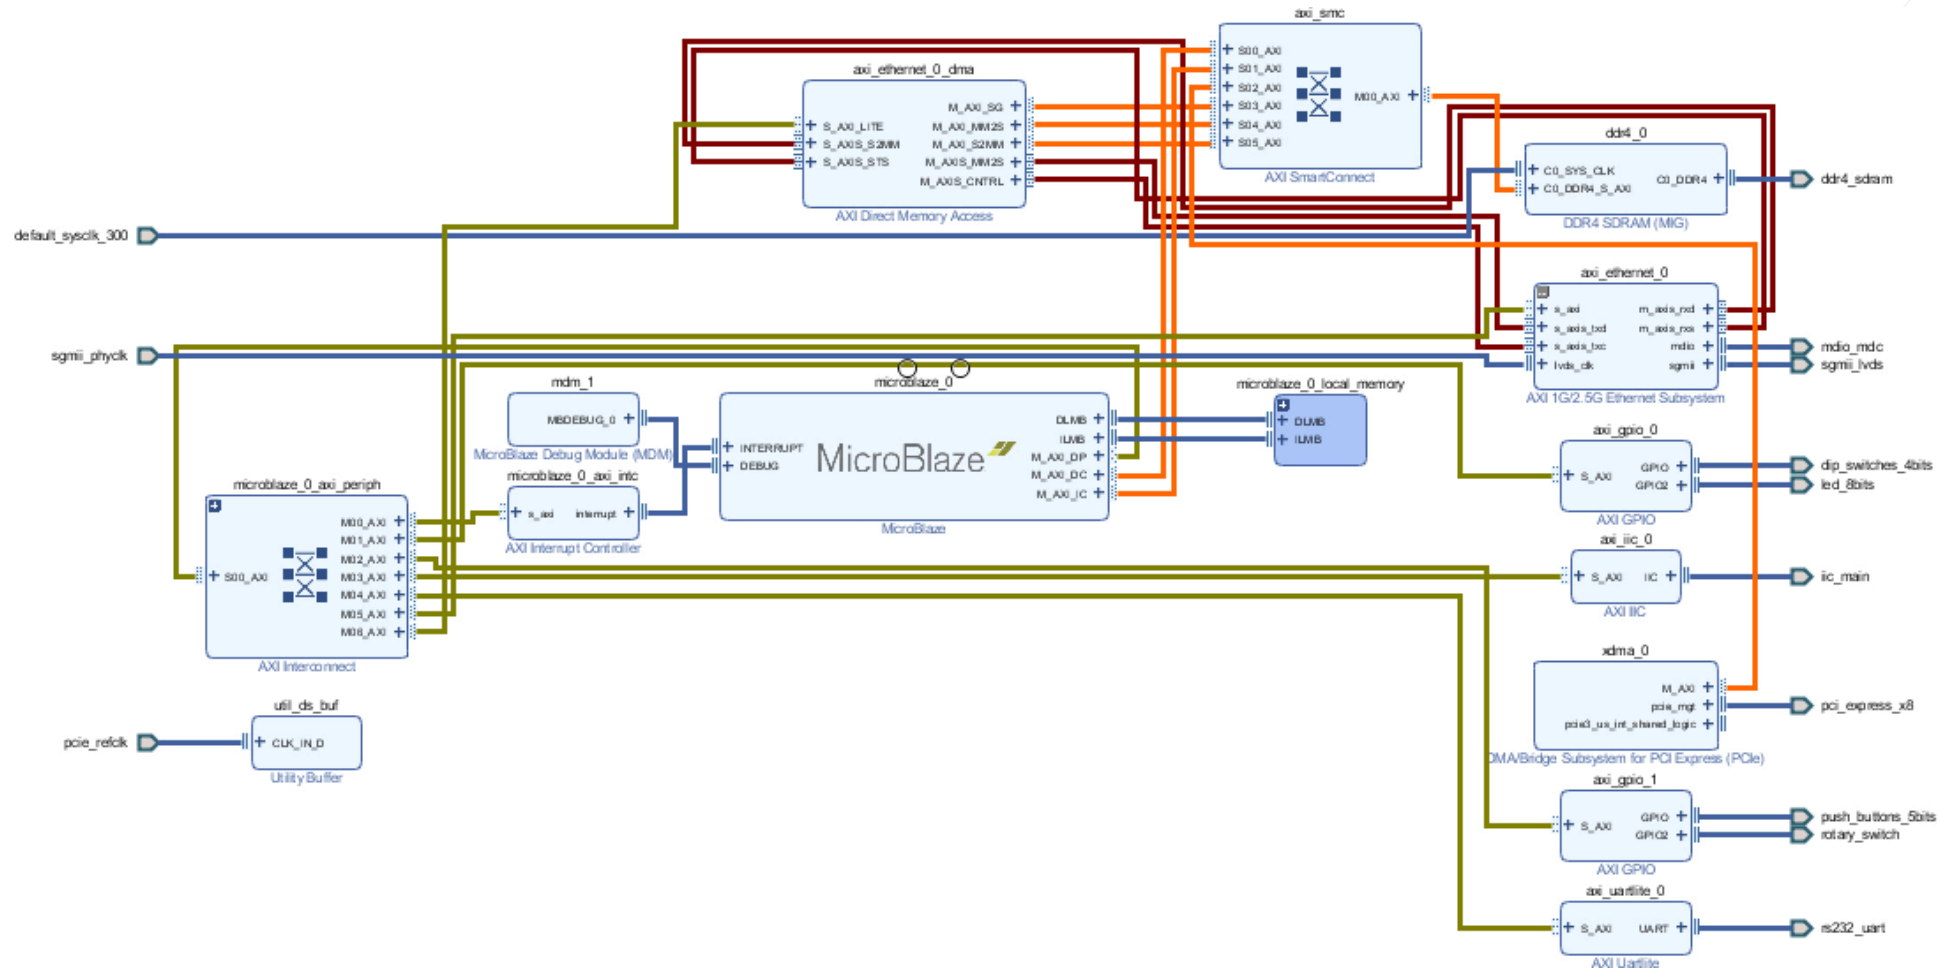 axi_smc
S00_AXI
S01_AXI
S02_AXI
S03_AXI
S04_AXI
S05_AXI
M00_AXI
AXI SmartConnect
axi_ethernet_0_dma
S_AXI_LITE
S_AXIS_S2MM
S_AXIS_STS
M_AXI_SG
M_AXI_MM2S
M_AXI_S2MM
M_AXIS_MM2S
M_AXIS_CNTRL
AXI Direct Memory Access
ddr4_0
C0_SYS_CLK
C0_DDR4_S_AXI
C0_DDR4
DDR4 SDRAM (MIG)
ddr4_sdram
default_sysclk_300
axi_ethernet_0
s_axi
s_axis_txd
s_axis_txc
lvds_clk
m_axis_rxd
m_axis_rxs
mdio
sgmii
AXI 1G/2.5G Ethernet Subsystem
mdio_mdc
sgmii_lvds
sgmii_phyclk
mdm_1
MBDEBUG_0
MicroBlaze Debug Module (MDM)
microblaze_0
INTERRUPT
DEBUG
MicroBlaze
DLMB
ILMB
M_AXI_DP
M_AXI_DC
M_AXI_IC
MicroBlaze
microblaze_0_local_memory
DLMB
ILMB
microblaze_0_axi_intc
s_axi
interrupt
AXI Interrupt Controller
axi_gpio_0
S_AXI
GPIO
GPIO2
AXI GPIO
dip_switches_4bits
led_8bits
microblaze_0_axi_periph
S00_AXI
M00_AXI
M01_AXI
M02_AXI
M03_AXI
M04_AXI
M05_AXI
M06_AXI
AXI Interconnect
axi_iic_0
S_AXI
IIC
AXI IIC
iic_main
xdma_0
M_AXI
pcie_mgt
pcie3_us_int_shared_logic
DMA/Bridge Subsystem for PCI Express (PCIe)
pci_express_x8
util_ds_buf
CLK_IN_D
Utility Buffer
pcie_refclk
axi_gpio_1
S_AXI
GPIO
GPIO2
AXI GPIO
push_buttons_5bits
rotary_switch
axi_uartlite_0
S_AXI
UART
AXI Uartlite
rs232_uart